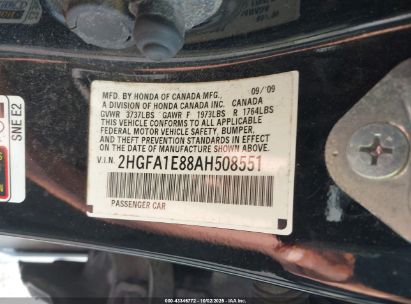 SNE E2
MFD. BY HONDA OF CANADA MFG., 09/'09
A DIVISION OF HONDA CANADA INC. CANADA
GVWR 3737LBS GAWR F 1973LBS R 1764LBS
THIS VEHICLE CONFORMS TO ALL APPLICABLE
FEDERAL MOTOR VEHICLE SAFETY, BUMPER,
AND THEFT PREVENTION STANDARDS IN EFFECT
ON THE DATE OF MANUFACTURE SHOWN ABOVE.
V.I.N. 2HGFA1E88AH508551
PASSENGER CAR